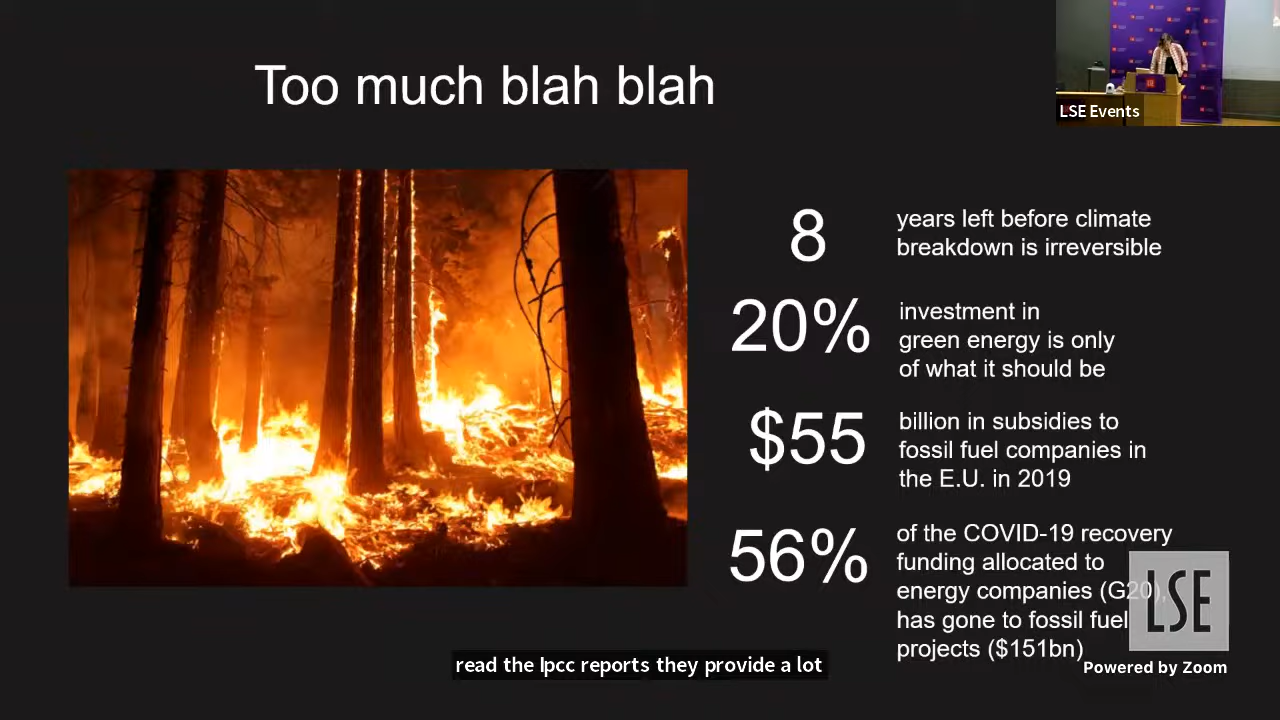 Too much blah blah
LSE Events
8
years left before climate
breakdown is irreversible
20%
investment in
green energy is only
of what it should be
$55
billion in subsidies to
fossil fuel companies in
the E.U. in 2019
56%
of the COVID-19 recovery
funding allocated to
energy companies (G20),
has gone to fossil fuel
projects ($151bn)
LSE
Powered by Zoom
read the Ipcc reports they provide a lot